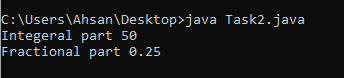 C:\Users\Ahsan\Desktop>java Task2.java
Integeral part 50
Fractional part 0.25